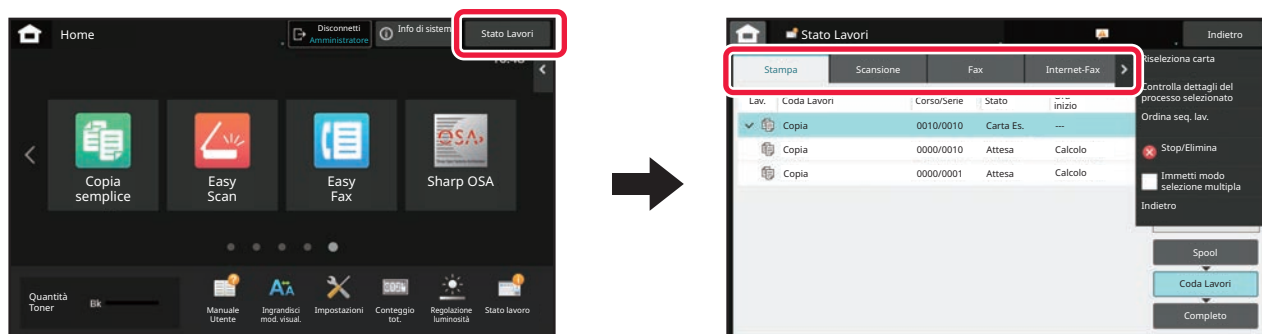 Home
Disconnetti
Amministratore
Info di sistem
Stato Lavori
Copia
semplice
Easy
Scan
Easy
Fax
OSA
Sharp OSA
Quantità
Toner
Bk
Manuale
Utente
Ingrandisci
mod. visual.
Impostazioni
Conteggio
tot.
Regolazione
luminosità
Stato lavoro
Stato Lavori
Indietro
Stampa
Scansione
Fax
Internet-Fax
Lav.
Coda Lavori
Corso/Serie
Stato
inizio
Copia
0010/0010
Carta Es.
---
Copia
0000/0010
Attesa
Calcolo
Copia
0000/0001
Attesa
Calcolo
Riseleziona carta
Controlla dettagli del
processo selezionato
Ordina seq. lav.
Stop/Elimina
Immetti modo
selezione multipla
Indietro
Spool
Coda Lavori
Completo